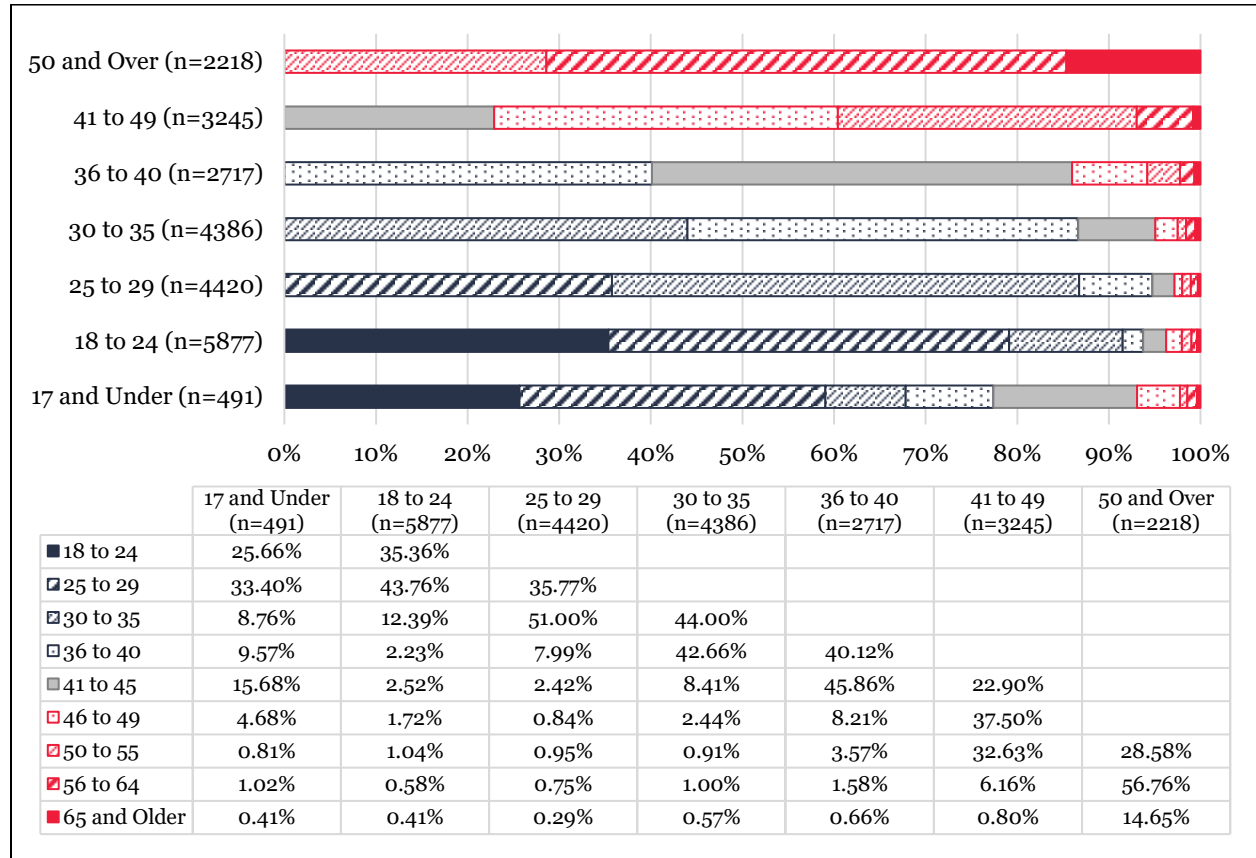 50 and Over (n=2218)
41 to 49 (n=3245)
36 to 40 (n=2717)
30 to 35 (n=4386)
25 to 29 (n=4420)
18 to 24 (n=5877)
17 and Under (n=491)
0% 10% 20% 30% 40% 50% 60% 70% 80% 90% 100%
17 and Under 18 to 24 25 to 29 30 to 35 36 to 40 41 to 49 50 and Over
(n=491) (n=5877) (n=4420) (n=4386) (n=2717) (n=3245) (n=2218)
18 to 24 25.66% 35.36%
25 to 29 33.40% 43.76% 35.77%
30 to 35 8.76% 12.39% 51.00% 44.00%
36 to 40 9.57% 2.23% 7.99% 42.66% 40.12%
41 to 45 15.68% 2.52% 2.42% 8.41% 45.86% 22.90%
46 to 49 4.68% 1.72% 0.84% 2.44% 8.21% 37.50%
50 to 55 0.81% 1.04% 0.95% 0.91% 3.57% 32.63% 28.58%
56 to 64 1.02% 0.58% 0.75% 1.00% 1.58% 6.16% 56.76%
65 and Older 0.41% 0.41% 0.29% 0.57% 0.66% 0.80% 14.65%